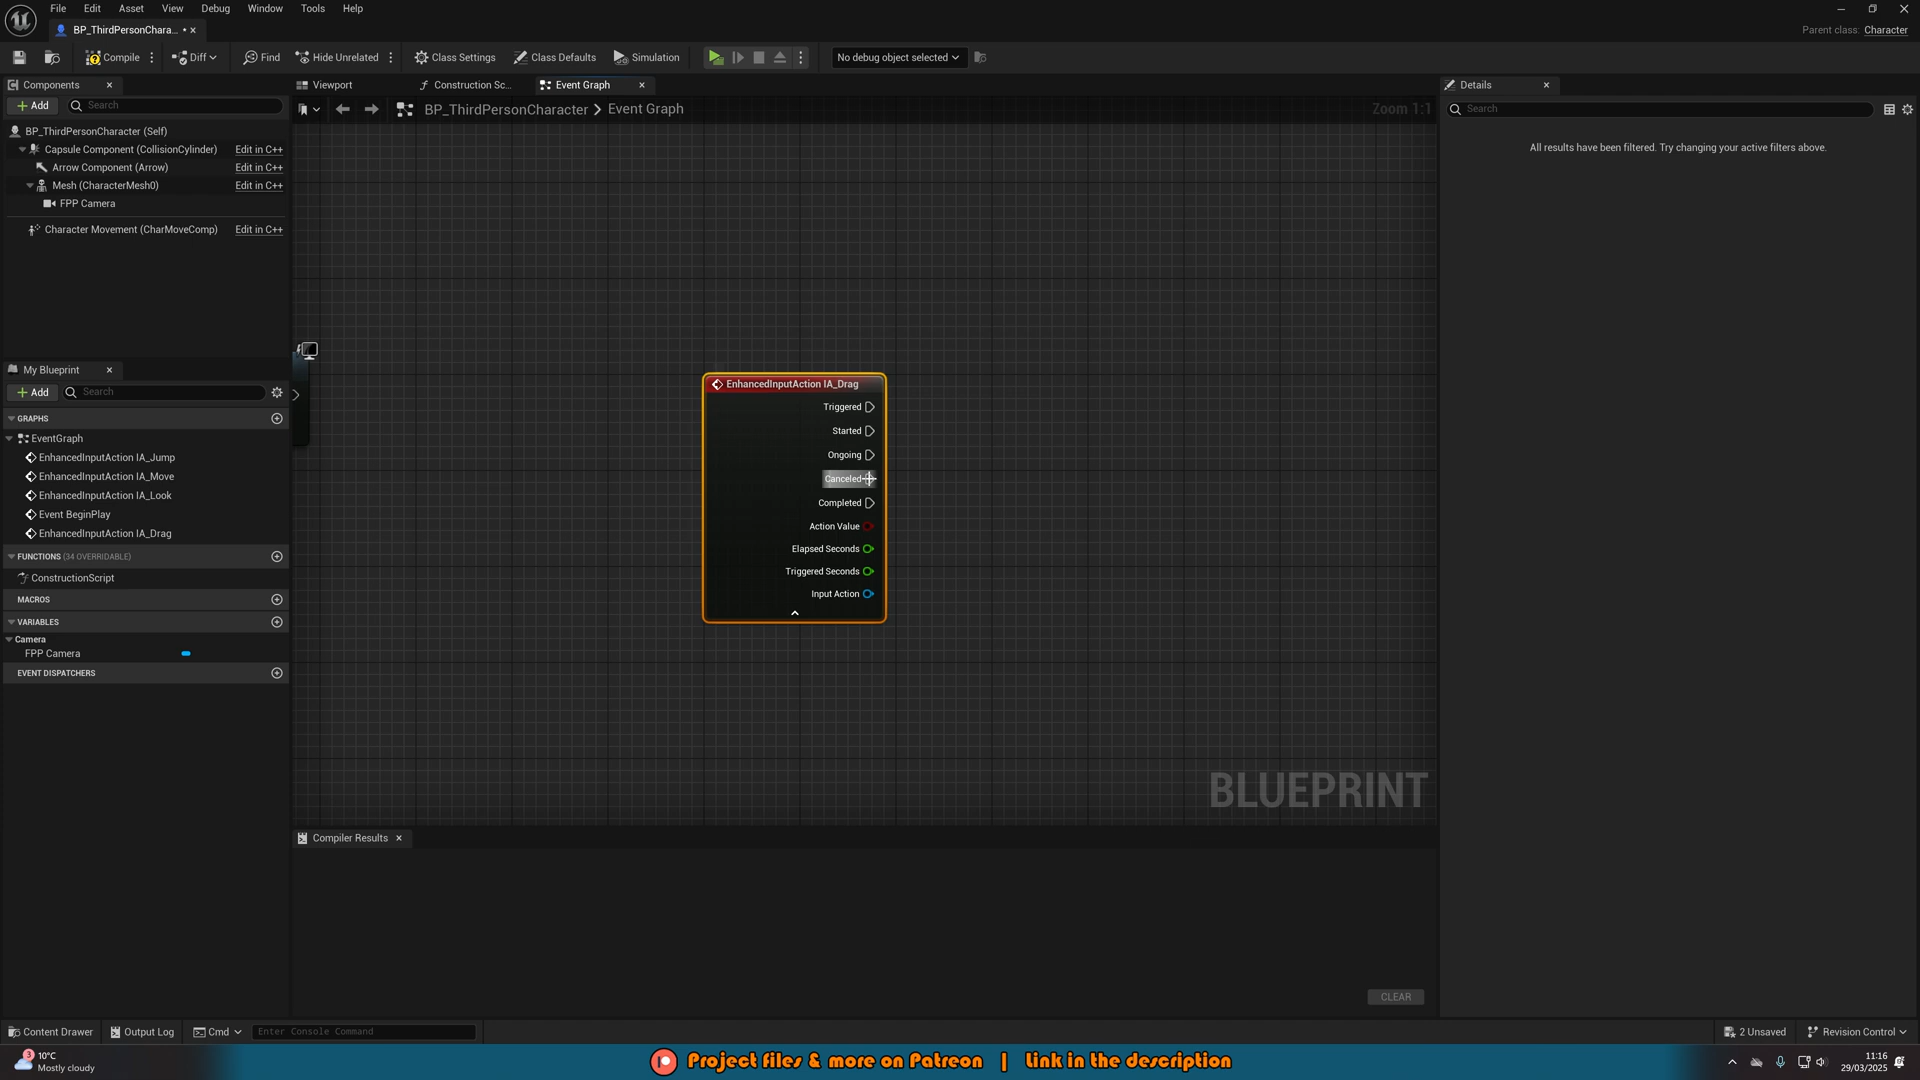 File Edit Asset View Debug Window Tools Help
BP_ThirdPersonChara...
Parent class: Character
Compile
Diff
Find
Hide Unrelated
Class Settings
Class Defaults
Simulation
No debug object selected
Components
Add
Search
BP_ThirdPersonCharacter (Self)
Capsule Component (CollisionCylinder) Edit in C++
Arrow Component (Arrow) Edit in C++
Mesh (CharacterMesh0) Edit in C++
FPP Camera
Character Movement (CharMoveComp) Edit in C++
My Blueprint
Add
Search
GRAPHS
EventGraph
EnhancedInputAction IA_Jump
EnhancedInputAction IA_Move
EnhancedInputAction IA_Look
Event BeginPlay
EnhancedInputAction IA_Drag
FUNCTIONS (34 OVERRIDABLE)
ConstructionScript
MACROS
VARIABLES
Camera
FPP Camera
EVENT DISPATCHERS
Viewport
Construction Sc...
Event Graph
BP_ThirdPersonCharacter > Event Graph
Zoom 1:1
EnhancedInputAction IA_Drag
Triggered
Started
Ongoing
Canceled
Completed
Action Value
Elapsed Seconds
Triggered Seconds
Input Action
BLUEPRINT
Compiler Results
CLEAR
Details
Search
All results have been filtered. Try changing your active filters above.
Content Drawer
Output Log
Cmd
Enter Console Command
2 Unsaved
Revision Control
3
10°C
Mostly cloudy
Project files & more on Patreon | Link in the description
11:16
29/03/2025